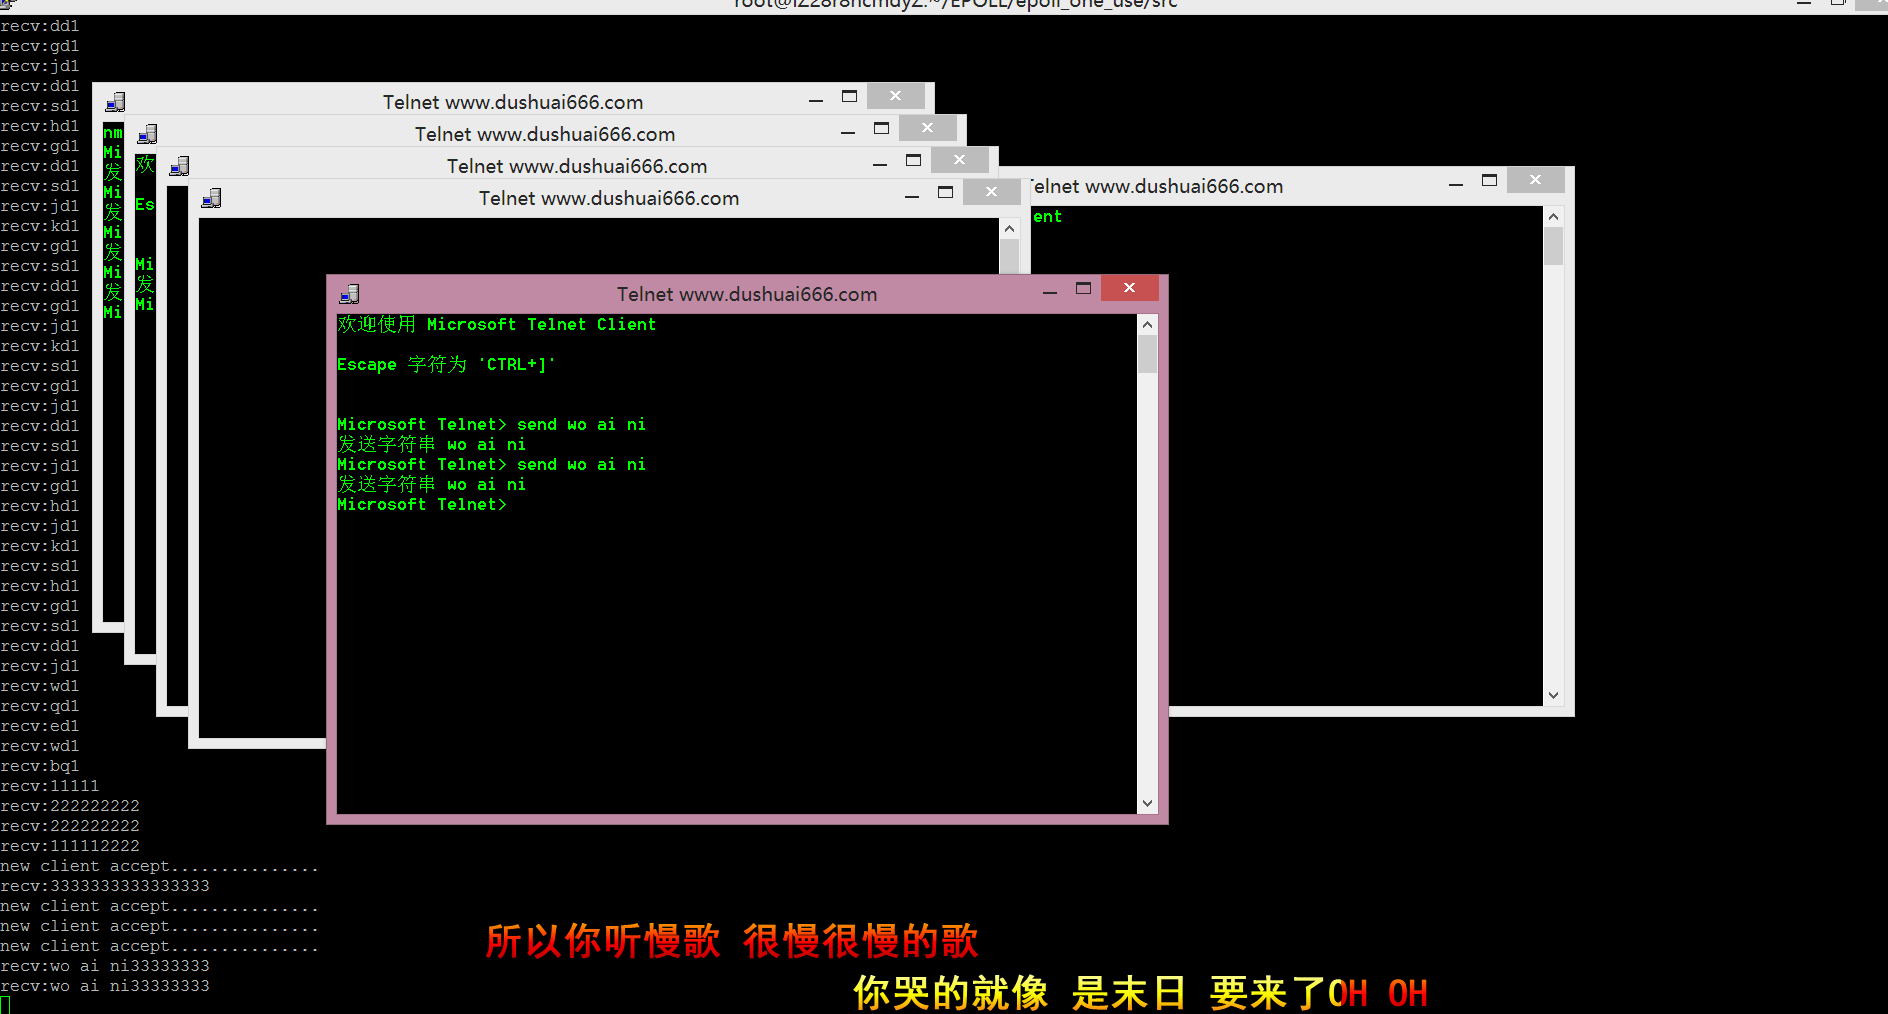 root@iZ28r8ncmdyZ:~/EPOLL/epoll_one_use/src
recv:dd1
recv:gd1
recv:jd1
recv:dd1
recv:sd1
recv:hd1
recv:gd1
recv:dd1
recv:sd1
recv:jd1
recv:kd1
recv:gd1
recv:sd1
recv:dd1
recv:gd1
recv:jd1
recv:kd1
recv:sd1
recv:gd1
recv:jd1
recv:dd1
recv:sd1
recv:jd1
recv:gd1
recv:hd1
recv:jd1
recv:kd1
recv:sd1
recv:hd1
recv:gd1
recv:sd1
recv:dd1
recv:jd1
recv:wd1
recv:qd1
recv:ed1
recv:wd1
recv:bq1
recv:11111
recv:222222222
recv:222222222
recv:111112222
new client accept...............
recv:3333333333333333
new client accept...............
new client accept...............
new client accept...............
recv:wo ai ni33333333
recv:wo ai ni33333333
Telnet www.dushuai666.com
nm
Mi
发
Mi
发
Mi
发
Mi
发
Mi
Telnet www.dushuai666.com
欢
Es
Mi
发
Mi
Telnet www.dushuai666.com
Telnet www.dushuai666.com
Telnet www.dushuai666.com
ent
Telnet www.dushuai666.com
欢迎使用 Microsoft Telnet Client
Escape 字符为 'CTRL+]'
Microsoft Telnet> send wo ai ni
发送字符串 wo ai ni
Microsoft Telnet> send wo ai ni
发送字符串 wo ai ni
Microsoft Telnet>
所以你听慢歌 很慢很慢的歌
你哭的就像 是末日 要来了OH OH